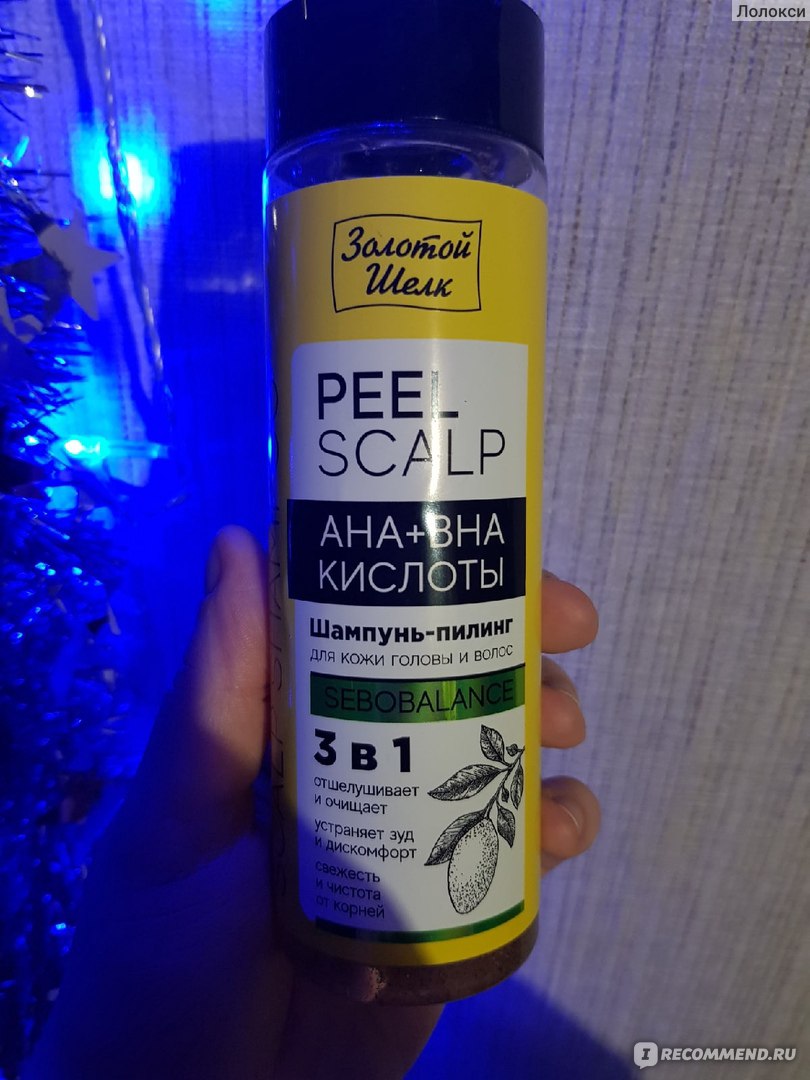 Лолокси
Золотой
Шелк
PEEL
SCALP
AHA+BHA
КИСЛОТЫ
Шампунь-пилинг
для кожи головы и волос
SEBOBALANCE
3 в 1
отшелушивает
и очищает
устраняет зуд
и дискомфорт
свежесть
и чистота
от корней
I RECOMMEND.RU